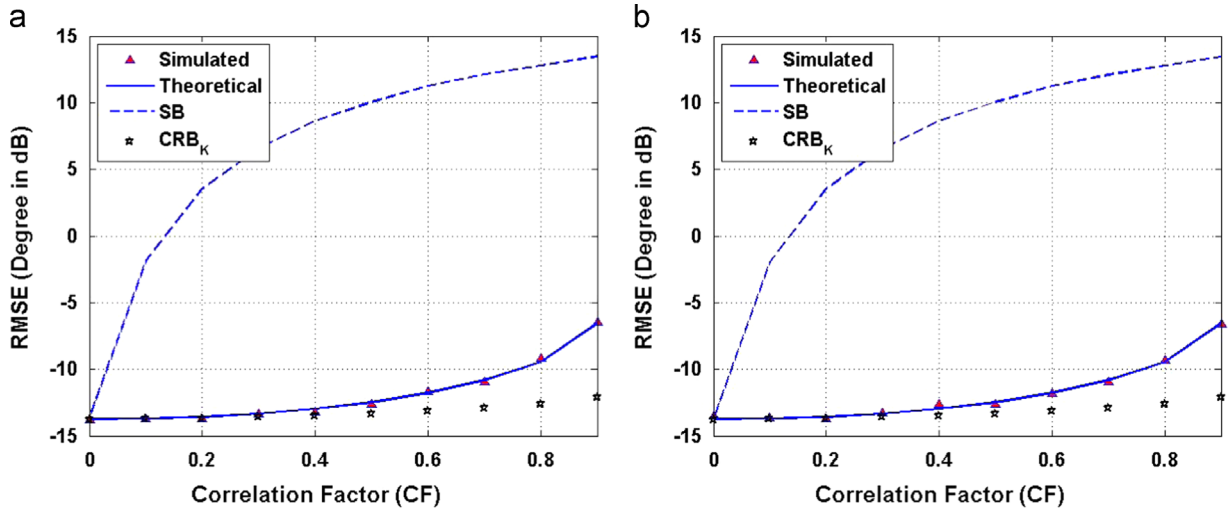 a
15
10
5
0
-5
-10
-15
RMSE (Degree in dB)
Simulated
Theoretical
SB
CRB_K
0
0.2
0.4
0.6
0.8
Correlation Factor (CF)
b
15
10
5
0
-5
-10
-15
RMSE (Degree in dB)
Simulated
Theoretical
SB
CRB_K
0
0.2
0.4
0.6
0.8
Correlation Factor (CF)